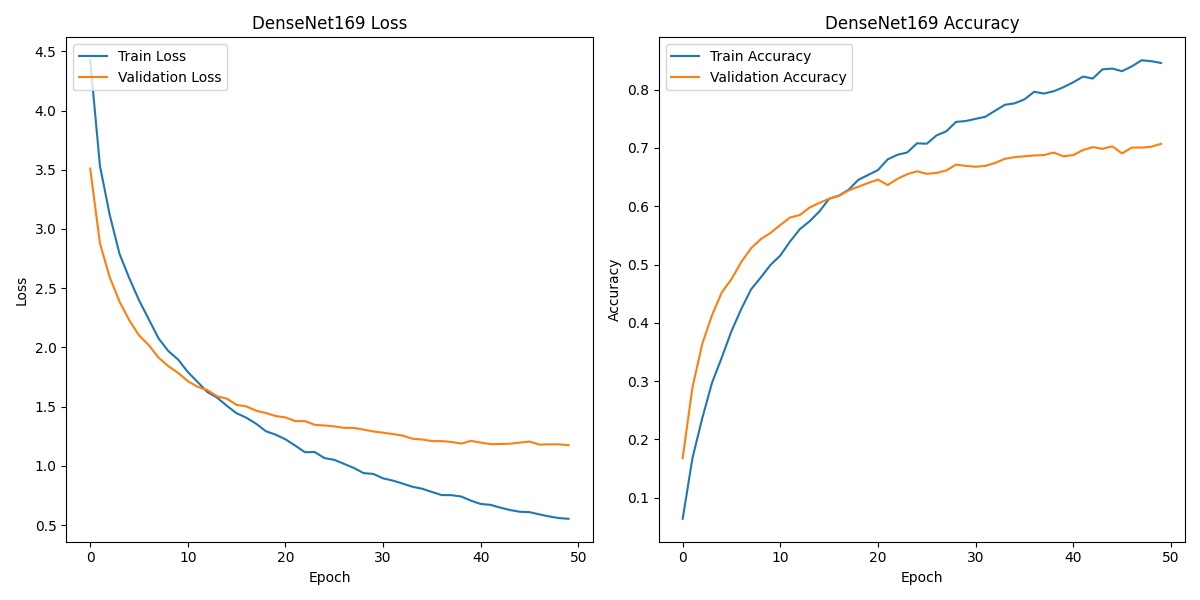 DenseNet169 Loss
4.5
4.0
3.5
3.0
2.5
2.0
1.5
1.0
0.5
Loss
Train Loss
Validation Loss
0 10 20 30 40 50
Epoch
DenseNet169 Accuracy
0.8
0.7
0.6
0.5
0.4
0.3
0.2
0.1
Accuracy
Train Accuracy
Validation Accuracy
0 10 20 30 40 50
Epoch